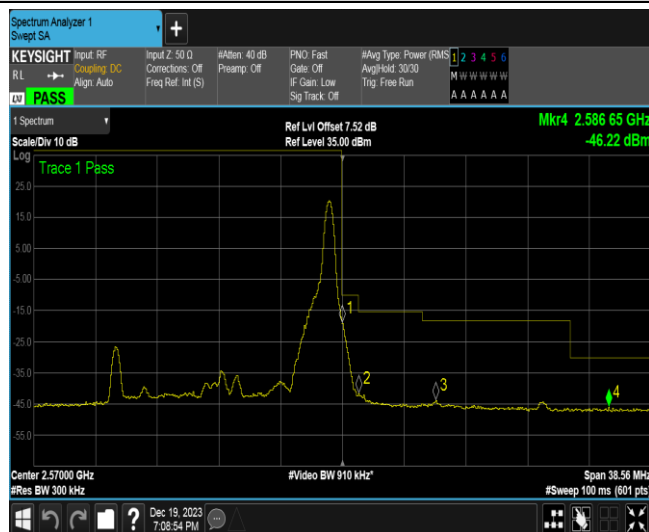 Spectrum Analyzer 1
Swept SA
+
KEYSIGHT
RL
LXI PASS
Input: RF
Coupling: DC
Align: Auto
Input Z: 50 Ω
Corrections: Off
Freq Ref: Int (S)
#Atten: 40 dB
Preamp: Off
PNO: Fast
Gate: Off
IF Gain: Low
Sig Track: Off
#Avg Type: Power (RMS
Avg|Hold: 30/30
Trig: Free Run
1 2 3 4 5 6
M W W W W W
A A A A A A
1 Spectrum
Scale/Div 10 dB
Ref Lvl Offset 7.52 dB
Ref Level 35.00 dBm
Mkr4 2.586 65 GHz
-46.22 dBm
Log
Trace 1 Pass
25.0
15.0
5.00
-5.00
-15.0
-25.0
-35.0
-45.0
-55.0
1
2
3
4
Center 2.57000 GHz
#Res BW 300 kHz
#Video BW 910 kHz*
Span 38.56 MHz
#Sweep 100 ms (601 pts)
?
Dec 19, 2023
7:08:54 PM